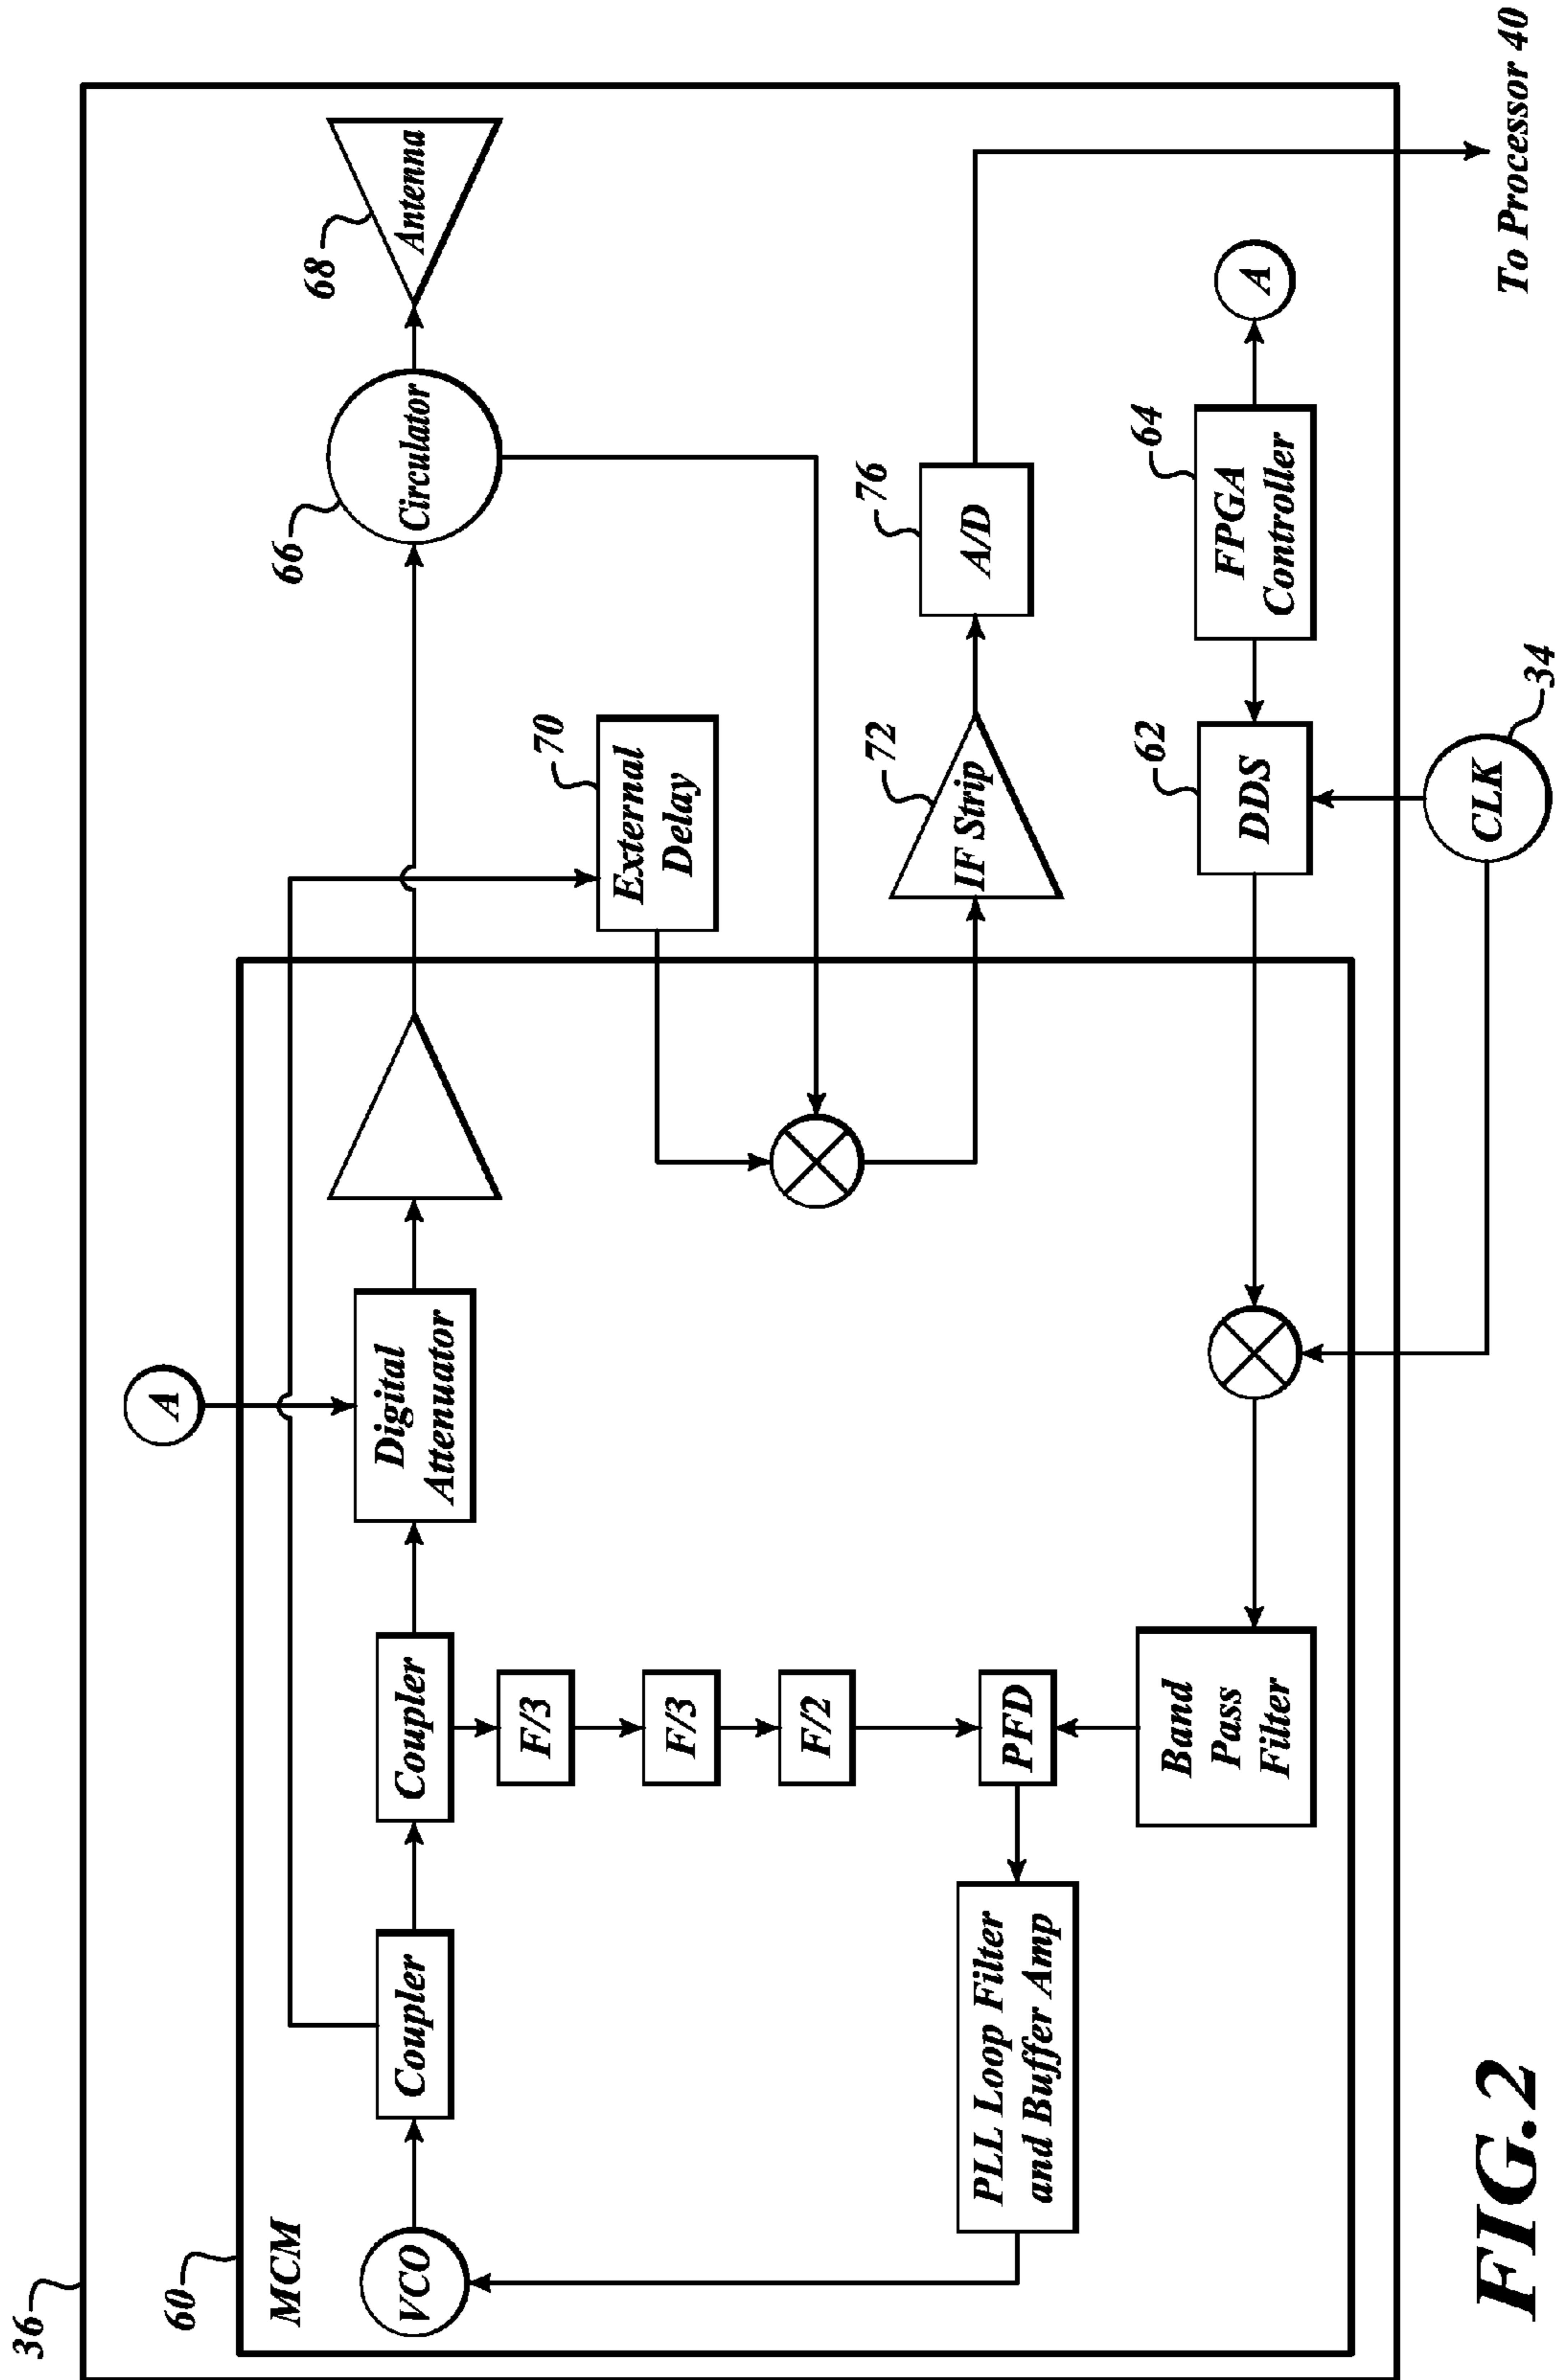 36
60
MCM
VCO
Coupler
Coupler
Digital
Attenuator
A
66
Circulator
68
Antenna
F/3
F/3
F/2
PFD
PLL Loop Filter
and Buffer Amp
Band
Pass
Filter
70
External
Delay
72
IF Strip
76
A/D
62
DDS
64
FPGA
Controller
A
CLK
34
To Processor 40
FIG.2